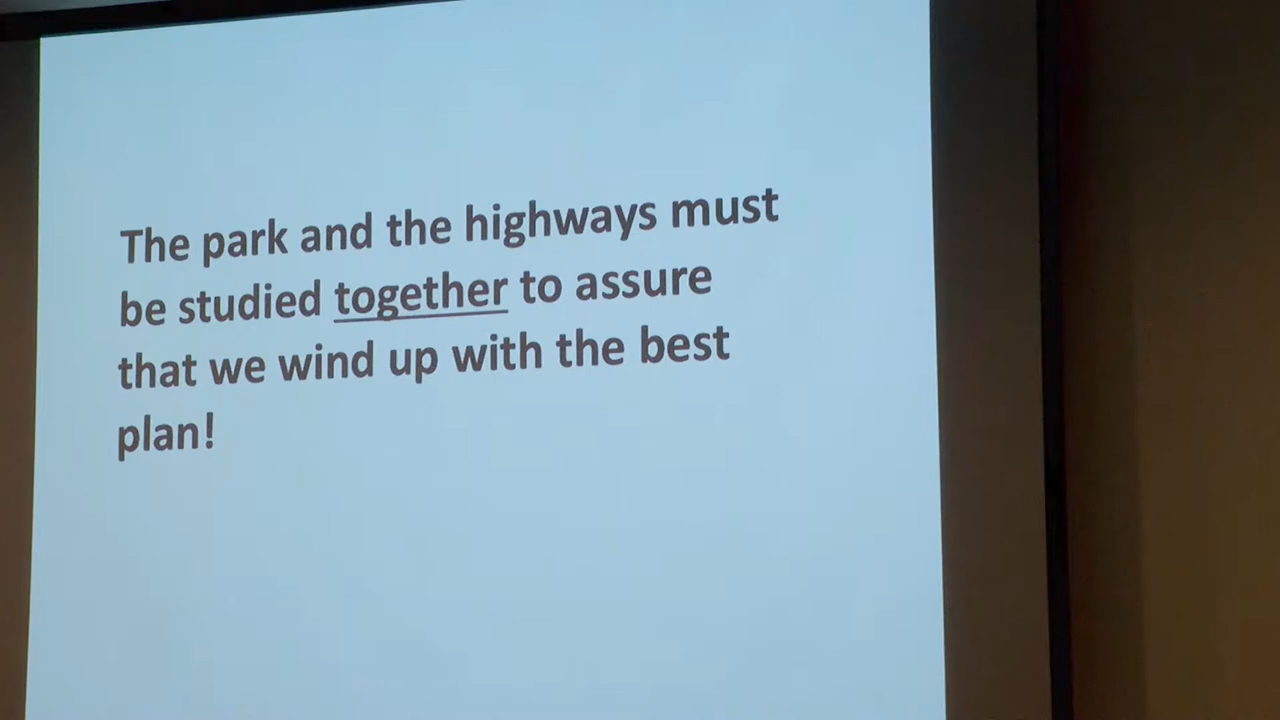 The park and the highways must
be studied together to assure
that we wind up with the best
plan!